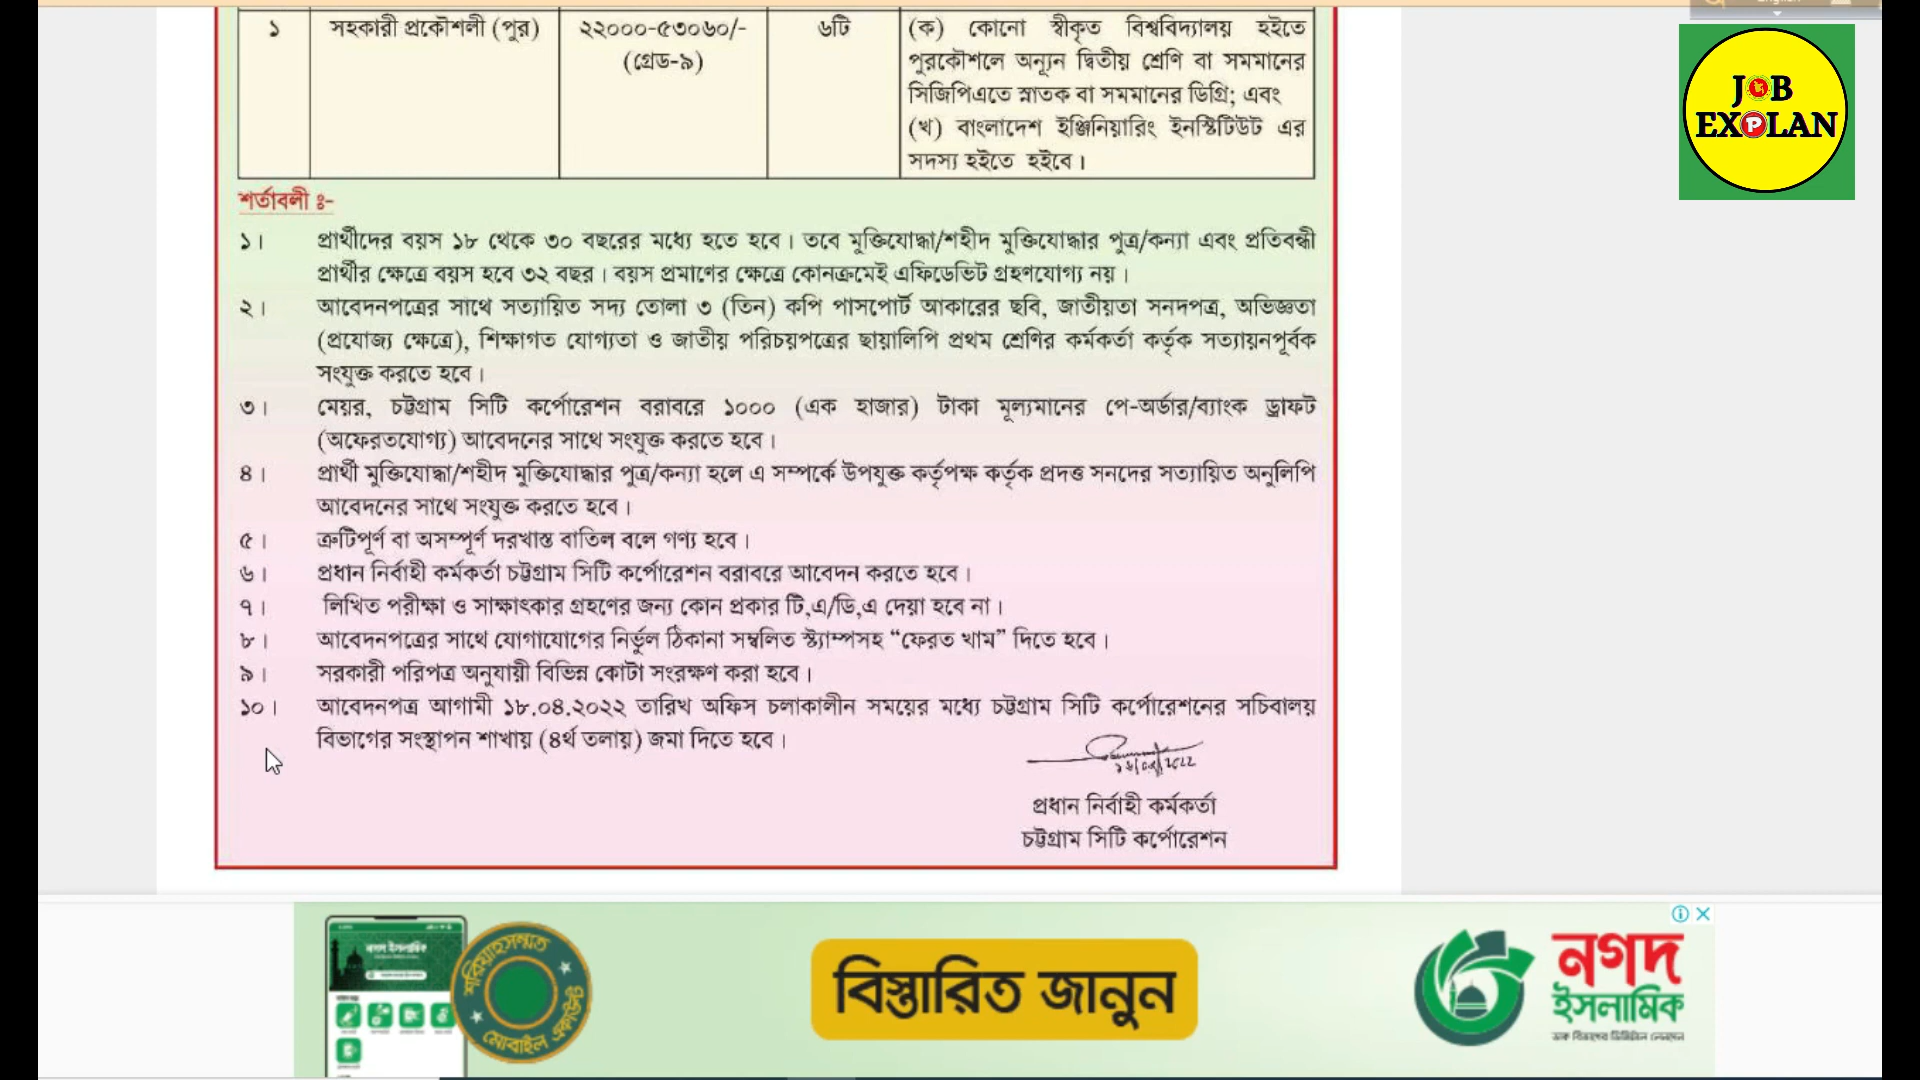 ১ সহকারী প্রকৌশলী (পুর) ২২০০০-৫৩০৬০/- ৬টি (ক) কোনো স্বীকৃত বিশ্ববিদ্যালয় হইতে
(গ্রেড-৯) পুরকৌশলে অন্যূন দ্বিতীয় শ্রেণি বা সমমানের
সিজিপিএতে স্নাতক বা সমমানের ডিগ্রি; এবং
(খ) বাংলাদেশ ইঞ্জিনিয়ারিং ইনস্টিটিউট এর
সদস্য হইতে হইবে।
JOB
EXPLAN
শর্তাবলী ঃ-
১। প্রার্থীদের বয়স ১৮ থেকে ৩০ বছরের মধ্যে হতে হবে। তবে মুক্তিযোদ্ধা/শহীদ মুক্তিযোদ্ধার পুত্র/কন্যা এবং প্রতিবন্ধী
প্রার্থীর ক্ষেত্রে বয়স হবে ৩২ বছর। বয়স প্রমাণের ক্ষেত্রে কোনক্রমেই এফিডেভিট গ্রহণযোগ্য নয়।
২। আবেদনপত্রের সাথে সত্যায়িত সদ্য তোলা ৩ (তিন) কপি পাসপোর্ট আকারের ছবি, জাতীয়তা সনদপত্র, অভিজ্ঞতা
(প্রযোজ্য ক্ষেত্রে), শিক্ষাগত যোগ্যতা ও জাতীয় পরিচয়পত্রের ছায়ালিপি প্রথম শ্রেণির কর্মকর্তা কর্তৃক সত্যায়নপূর্বক
সংযুক্ত করতে হবে।
৩। মেয়র, চট্টগ্রাম সিটি কর্পোরেশন বরাবরে ১০০০ (এক হাজার) টাকা মূল্যমানের পে-অর্ডার/ব্যাংক ড্রাফট
(অফেরতযোগ্য) আবেদনের সাথে সংযুক্ত করতে হবে।
৪। প্রার্থী মুক্তিযোদ্ধা/শহীদ মুক্তিযোদ্ধার পুত্র/কন্যা হলে এ সম্পর্কে উপযুক্ত কর্তৃপক্ষ কর্তৃক প্রদত্ত সনদের সত্যায়িত অনুলিপি
আবেদনের সাথে সংযুক্ত করতে হবে।
৫। ত্রুটিপূর্ণ বা অসম্পূর্ণ দরখাস্ত বাতিল বলে গণ্য হবে।
৬। প্রধান নির্বাহী কর্মকর্তা চট্টগ্রাম সিটি কর্পোরেশন বরাবরে আবেদন করতে হবে।
৭। লিখিত পরীক্ষা ও সাক্ষাৎকার গ্রহণের জন্য কোন প্রকার টি,এ/ডি,এ দেয়া হবে না।
৮। আবেদনপত্রের সাথে যোগাযোগের নির্ভুল ঠিকানা সম্বলিত স্ট্যাম্পসহ “ফেরত খাম” দিতে হবে।
৯। সরকারী পরিপত্র অনুযায়ী বিভিন্ন কোটা সংরক্ষণ করা হবে।
১০। আবেদনপত্র আগামী ১৮.০৪.২০২২ তারিখ অফিস চলাকালীন সময়ের মধ্যে চট্টগ্রাম সিটি কর্পোরেশনের সচিবালয়
বিভাগের সংস্থাপন শাখায় (৪র্থ তলায়) জমা দিতে হবে।
প্রধান নির্বাহী কর্মকর্তা
চট্টগ্রাম সিটি কর্পোরেশন
নগদ ইসলামিক
শরিয়াহসম্মত
মোবাইল একাউন্ট
বিস্তারিত জানুন
নগদ
ইসলামিক
ডাক বিভাগের ডিজিটাল লেনদেন